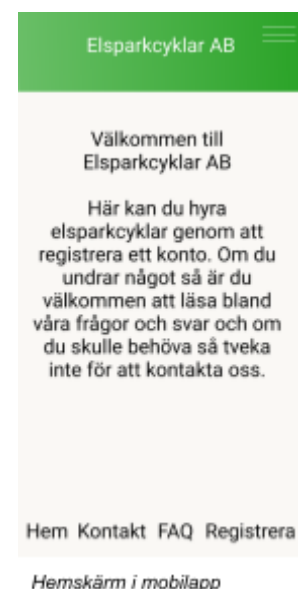 Elsparkcyklar AB
Välkommen till
Elsparkcyklar AB
Här kan du hyra
elsparkcyklar genom att
registrera ett konto. Om du
undrar något så är du
välkommen att läsa bland
våra frågor och svar och om
du skulle behöva så tveka
inte för att kontakta oss.
Hem Kontakt FAQ Registrera
Hemskärm i mobilapp